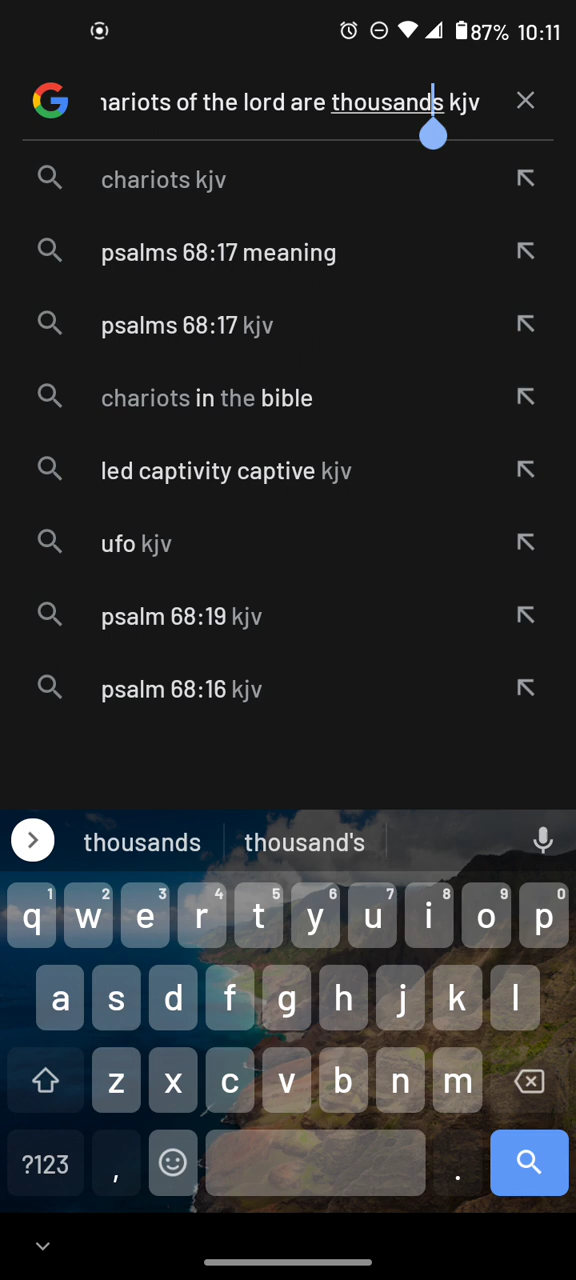 87% 10:11
hariots of the lord are thousands kjv
chariots kjv
psalms 68:17 meaning
psalms 68:17 kjv
chariots in the bible
led captivity captive kjv
ufo kjv
psalm 68:19 kjv
psalm 68:16 kjv
thousands thousand's
1 2 3 4 5 6 7 8 9 0
q w e r t y u i o p
a s d f g h j k l
z x c v b n m
?123 , .